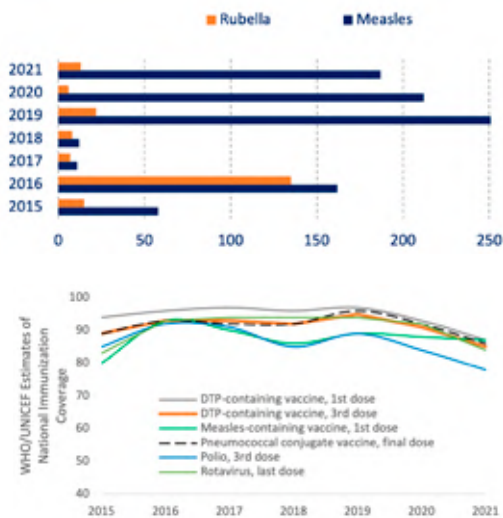 Rubella Measles
2021
2020
2019
2018
2017
2016
2015
0 50 100 150 200 250
WHO/UNICEF Estimates of
National Immunization
Coverage
100
90
80
70
60
50
40
DTP-containing vaccine, 1st dose
DTP-containing vaccine, 3rd dose
Measles-containing vaccine, 1st dose
Pneumococcal conjugate vaccine, final dose
Polio, 3rd dose
Rotavirus, last dose
2015 2016 2017 2018 2019 2020 2021